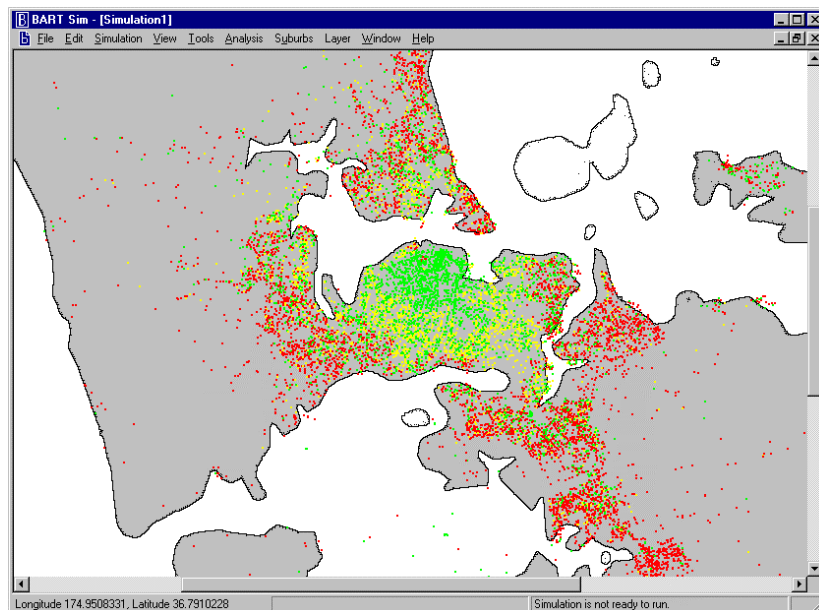 BART Sim - [Simulation1]
File Edit Simulation View Tools Analysis Syburbs Layer Window Help
Longitude 174.9508331, Latitude 36.7910228 Simulation is not ready to run.